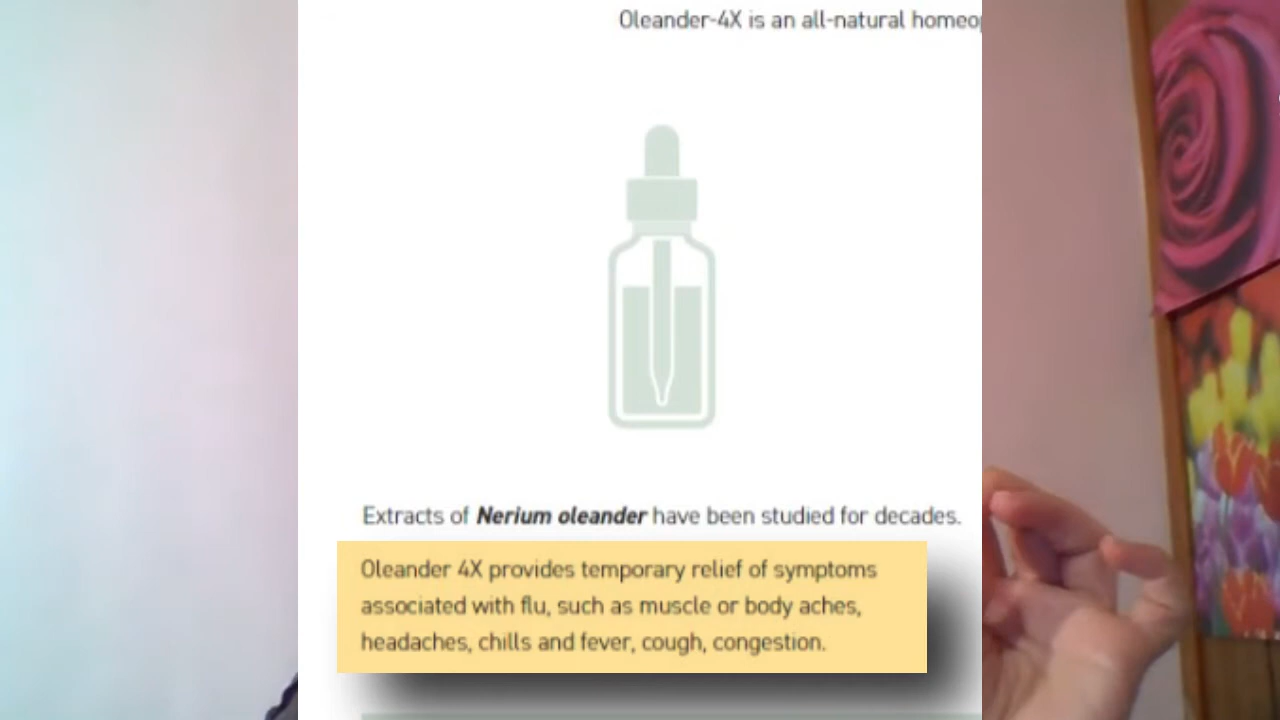 Oleander-4X is an all-natural
Extracts of Nerium oleander have been studied for decades.
Oleander 4X provides temporary relief of symptoms
associated with flu, such as muscle or body aches,
headaches, chills and fever, cough, congestion.